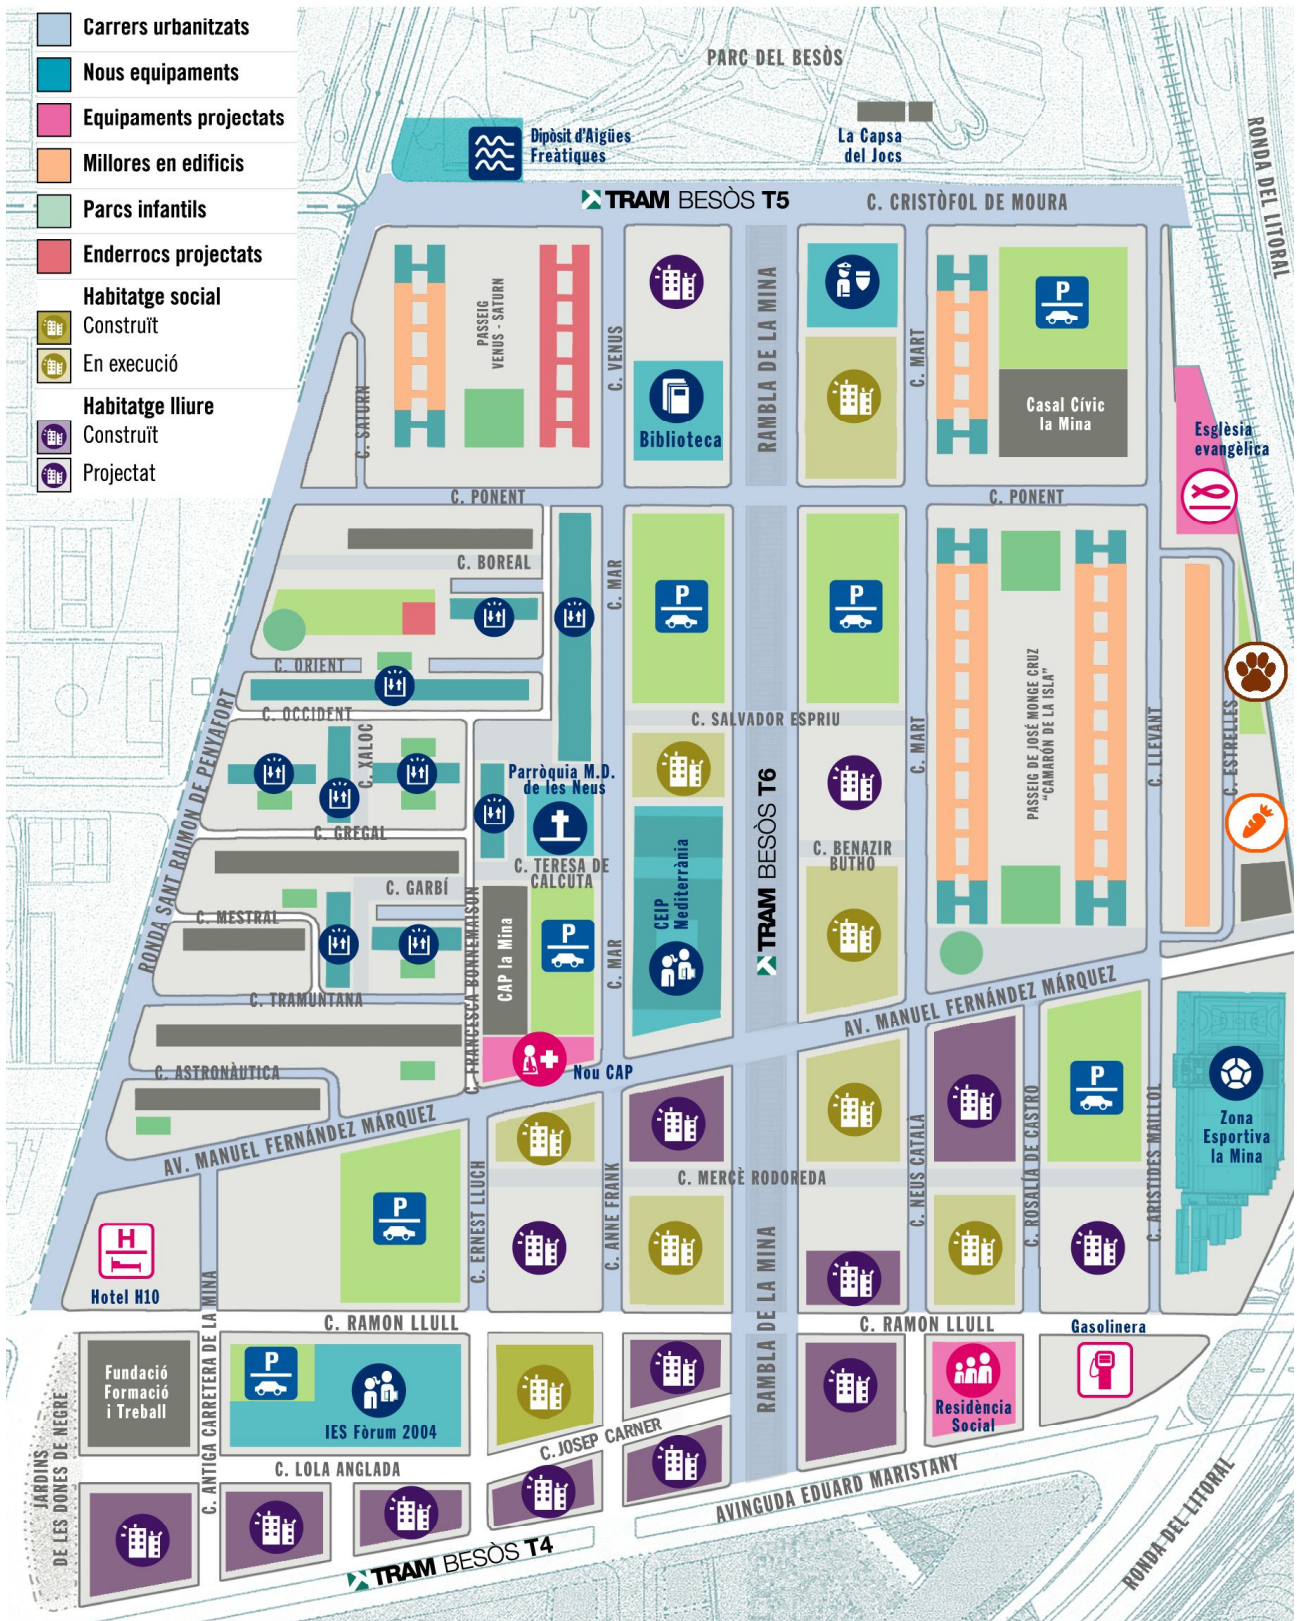 Carrers urbanitzats
Nous equipaments
Equipaments projectats
Millores en edificis
Parcs infantils
Enderrocs projectats
Habitatge social
Construït
En execució
Habitatge lliure
Construït
Projectat
PARC DEL BESÒS
Dipòsit d'Aigües
Freàtiques
La Capsa
del Jocs
RONDA DEL LITORAL
TRAM BESÒS T5
C. CRISTÒFOL DE MOURA
PASSEIG
VENUS - SATURN
C. SATURN
C. VENUS
RAMBLA DE LA MINA
C. MART
P
Biblioteca
Casal Cívic
la Mina
Església
evangèlica
C. PONENT
C. PONENT
C. BOREAL
C. MAR
P
P
C. ORIENT
C. OCCIDENT
C. XALOC
RONDA SANT RAIMON DE PENYAFORT
C. SALVADOR ESPRIU
C. MART
PASSEIG DE JOSÉ MONGE CRUZ
"CAMARÓN DE LA ISLA"
C. LLEVANT
C. ESTRELLES
Parròquia M.D.
de les Neus
C. GREGAL
C. TERESA DE
CALCUTA
C. GARBÍ
C. MESTRAL
CEIP
Mediterrània
TRAM BESÒS T6
C. BENAZIR
BUTHO
C. FRANCISCA BONNEMAISON
CAP la Mina
P
C. MAR
C. TRAMUNTANA
AV. MANUEL FERNÁNDEZ MÁRQUEZ
C. ASTRONÀUTICA
Nou CAP
P
Zona
Esportiva
la Mina
AV. MANUEL FERNÁNDEZ MÁRQUEZ
C. MERCÈ RODOREDA
C. ERNEST LLUCH
C. ANNE FRANK
C. NEUS CATALÀ
C. ROSALÍA DE CASTRO
C. ARISTIDES MAILLOL
P
H
Hotel H10
C. ANTIGA CARRETERA DE LA MINA
RAMBLA DE LA MINA
C. RAMON LLULL
C. RAMON LLULL
Gasolinera
Fundació
Formació
i Treball
P
IES Fòrum 2004
Residència
Social
C. JOSEP CARNER
C. LOLA ANGLADA
JARDINS
DE LES DONES DE NEGRE
AVINGUDA EDUARD MARISTANY
RONDA DEL LITORAL
TRAM BESÒS T4